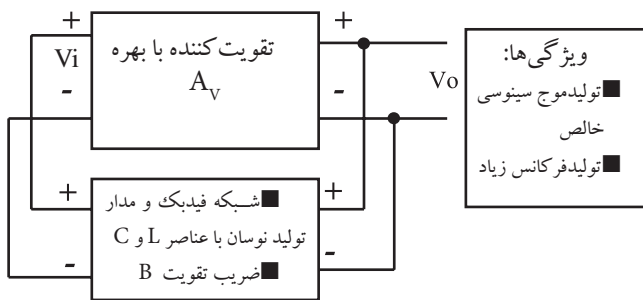 +
+
تقویت‌کننده با بهره
Vi
A_V
-
-
Vo
ویژگی‌ها:
■تولیدموج سینوسی
خالص
■تولیدفرکانس زیاد
+
+
■شـبکه فیدبک و مدار
تولید نوسان با عناصر L و C
■ضریب تقویت B
-
-